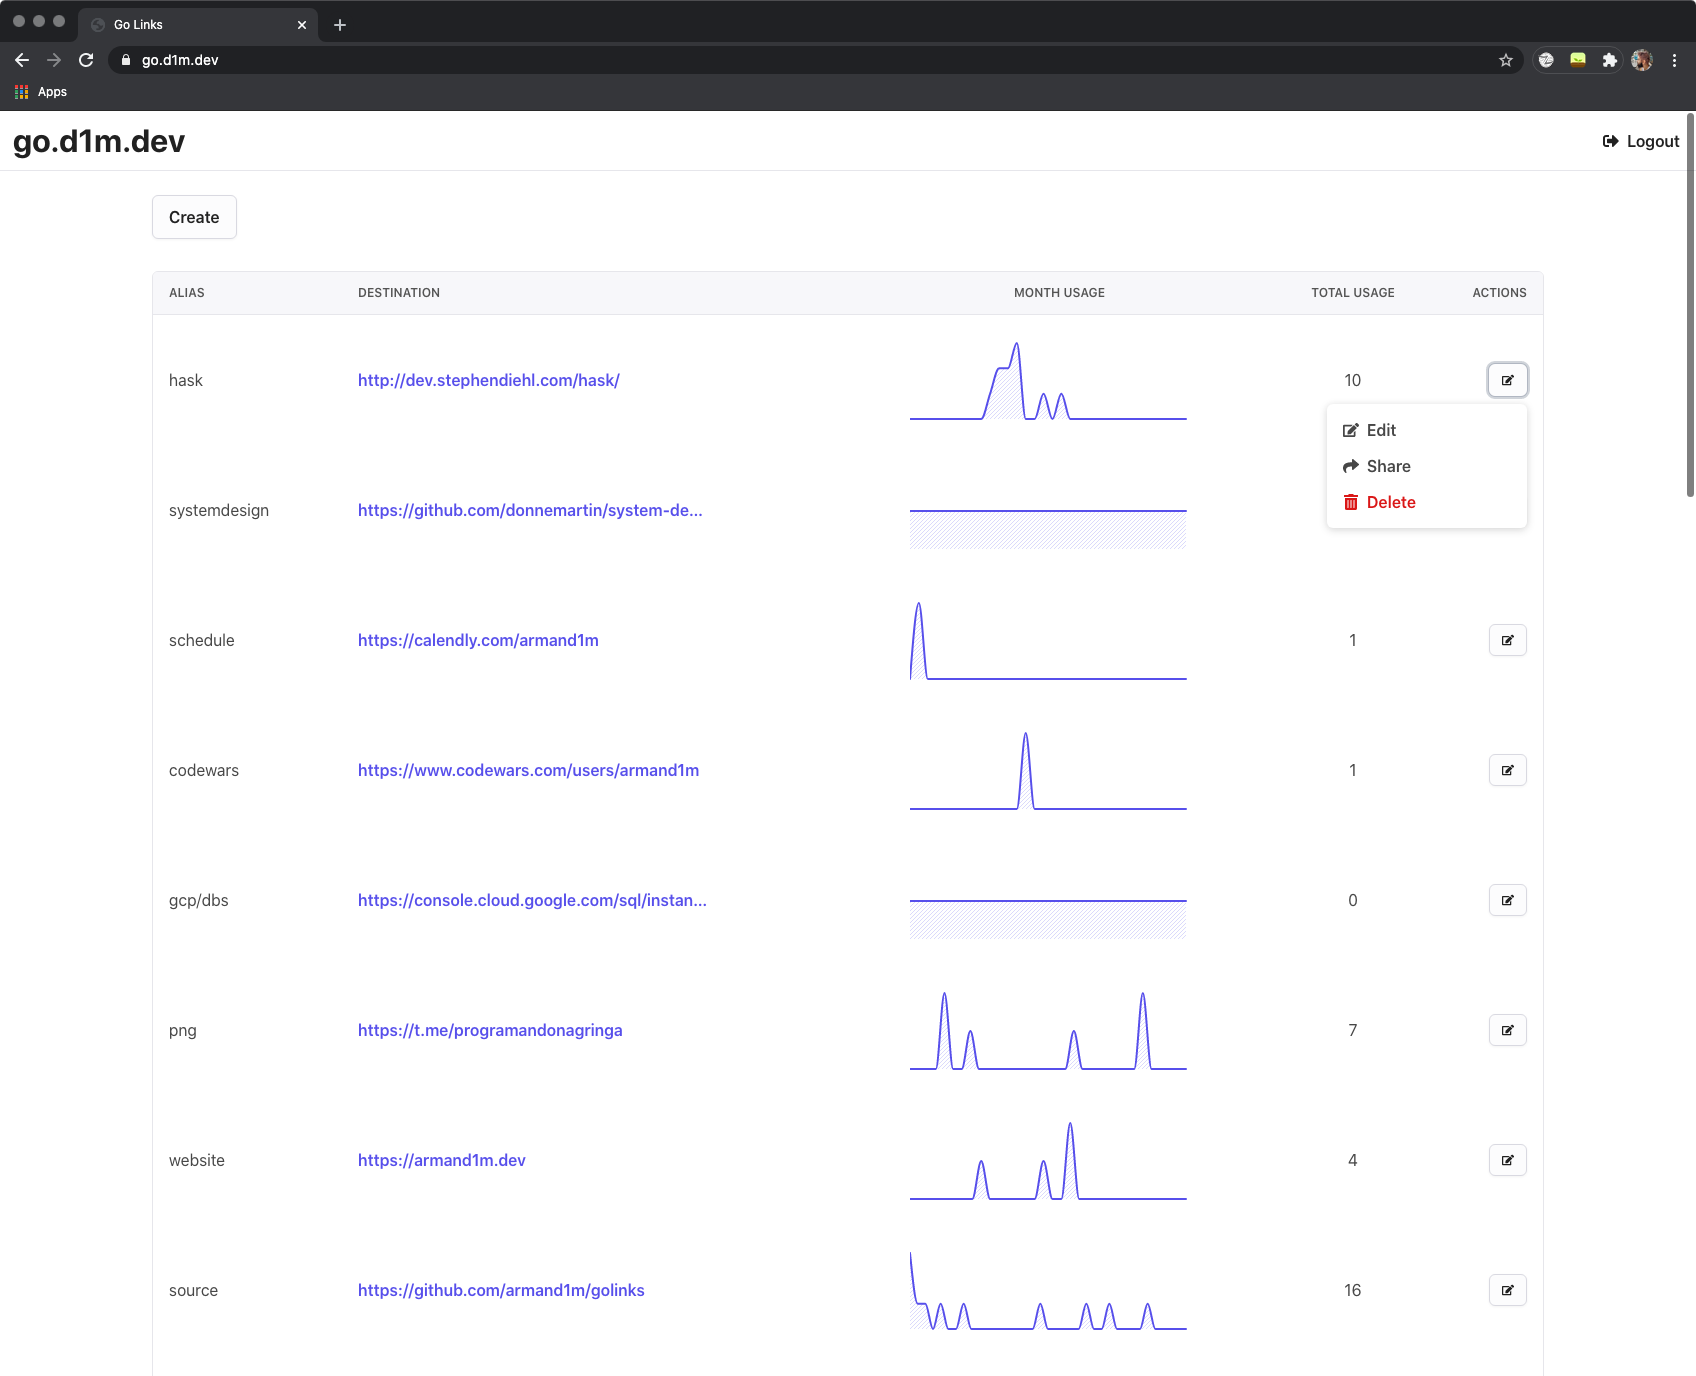 Go Links
go.d1m.dev
Apps
go.d1m.dev
Logout
Create
ALIAS DESTINATION MONTH USAGE TOTAL USAGE ACTIONS
hask http://dev.stephendiehl.com/hask/ 10
Edit
Share
Delete
systemdesign https://github.com/donnemartin/system-de...
schedule https://calendly.com/armand1m 1
codewars https://www.codewars.com/users/armand1m 1
gcp/dbs https://console.cloud.google.com/sql/instan... 0
png https://t.me/programandonagringa 7
website https://armand1m.dev 4
source https://github.com/armand1m/golinks 16